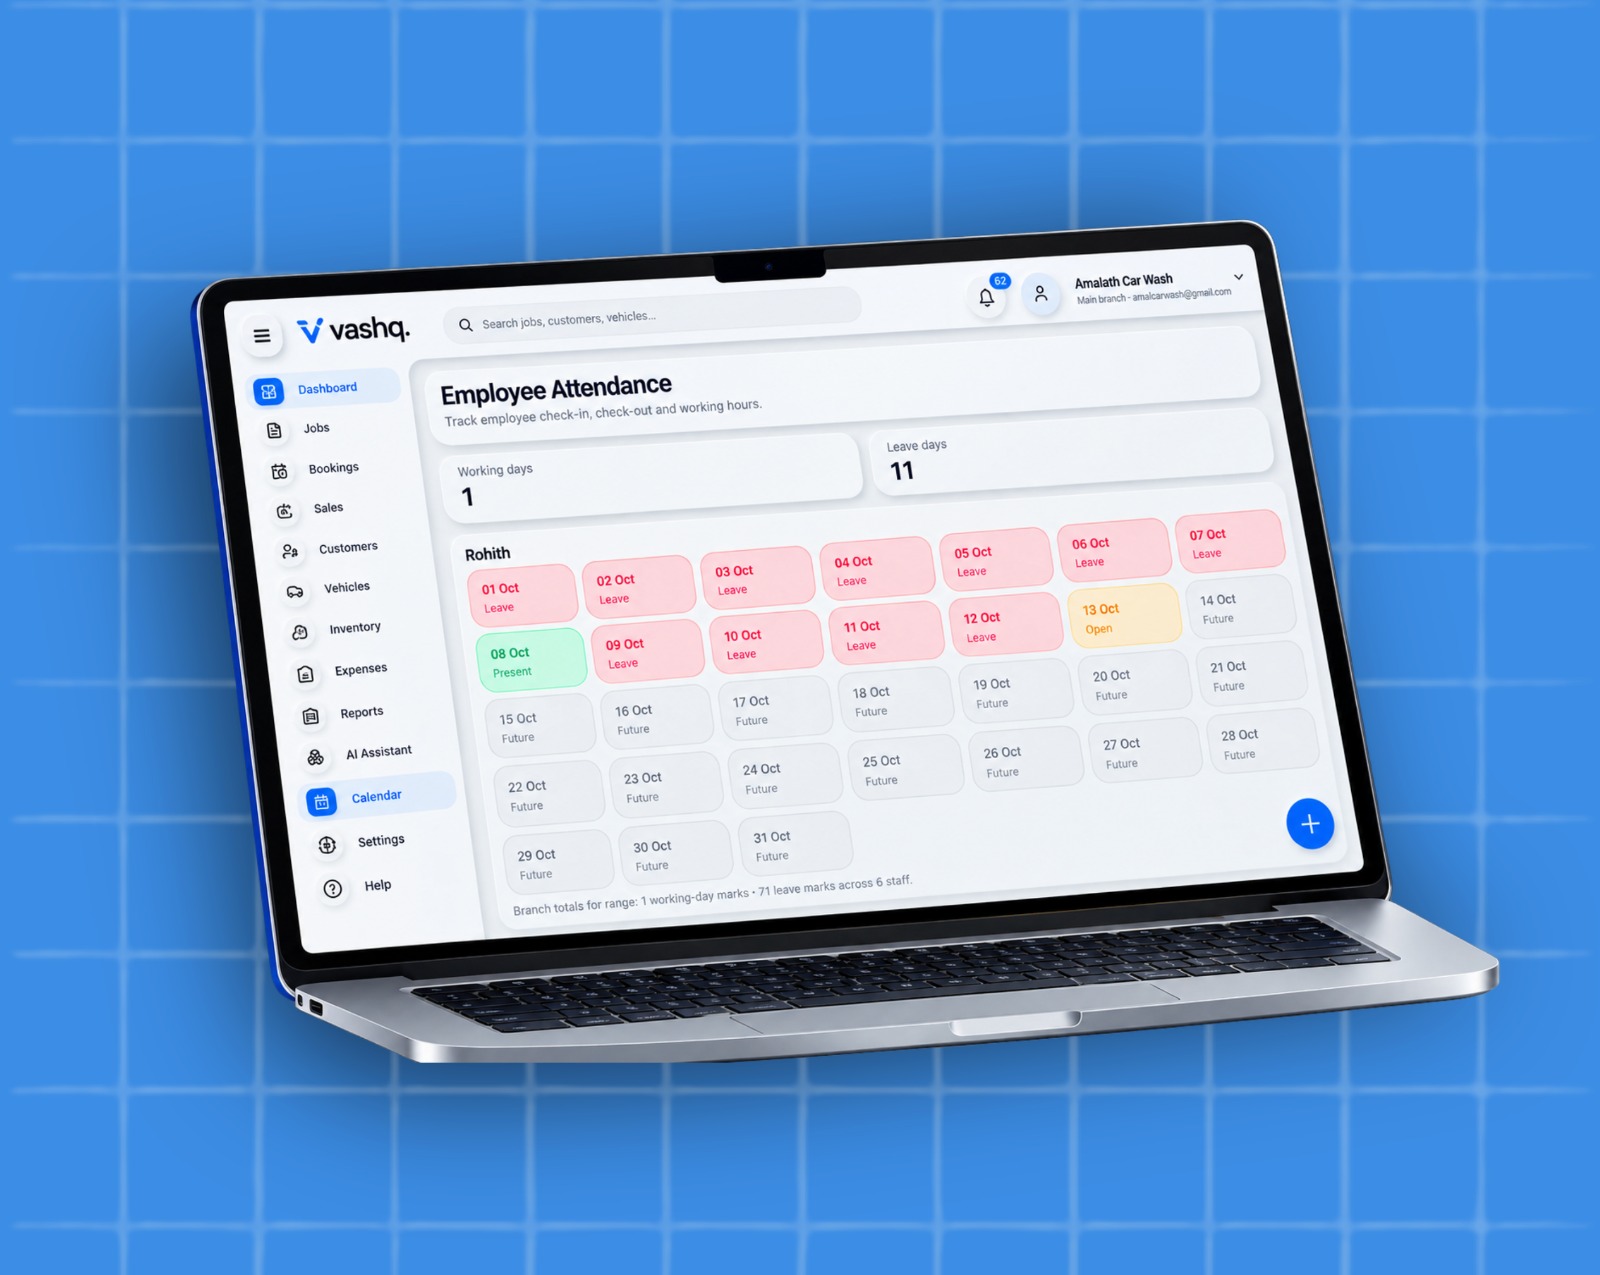 vashq.
Search jobs, customers, vehicles...
62
Amalath Car Wash
Main branch - amalcarwash@gmail.com
Dashboard
Jobs
Bookings
Sales
Customers
Vehicles
Inventory
Expenses
Reports
AI Assistant
Calendar
Settings
Help
Employee Attendance
Track employee check-in, check-out and working hours.
Working days
1
Leave days
11
Rohith
01 Oct
Leave
02 Oct
Leave
03 Oct
Leave
04 Oct
Leave
05 Oct
Leave
06 Oct
Leave
07 Oct
Leave
08 Oct
Present
09 Oct
Leave
10 Oct
Leave
11 Oct
Leave
12 Oct
Leave
13 Oct
Open
14 Oct
Future
15 Oct
Future
16 Oct
Future
17 Oct
Future
18 Oct
Future
19 Oct
Future
20 Oct
Future
21 Oct
Future
22 Oct
Future
23 Oct
Future
24 Oct
Future
25 Oct
Future
26 Oct
Future
27 Oct
Future
28 Oct
Future
29 Oct
Future
30 Oct
Future
31 Oct
Future
Branch totals for range: 1 working-day marks • 71 leave marks across 6 staff.